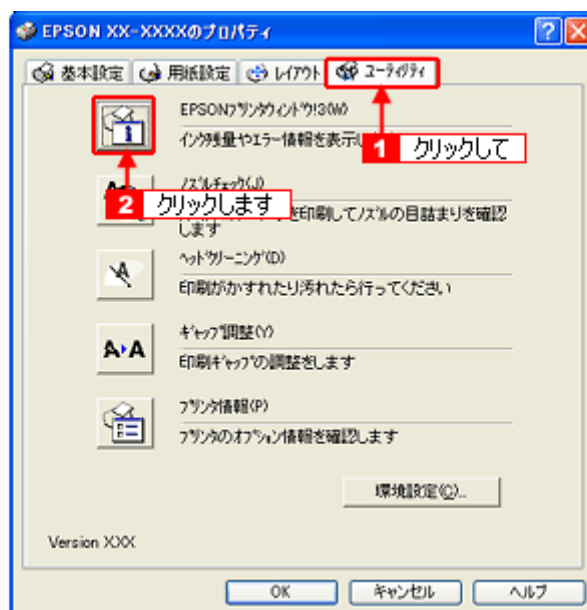 EPSON XX-XXXXのプロパティ
基本設定 用紙設定 レイアウト ユーティリティ
EPSONプリンタウィンドウ!3(W)
インク残量やエラー情報を表示し
1 クリックして
ノズルチェック(J)
2 クリックします
を印刷してノズルの目詰まりを確認
します
ヘッドクリーニング(D)
印刷がかすれたり汚れたら行ってください
ギャップ調整(Y)
印刷ギャップの調整をします
プリンタ情報(P)
プリンタのオプション情報を確認します
環境設定(C)...
Version XXX
OK キャンセル ヘルプ